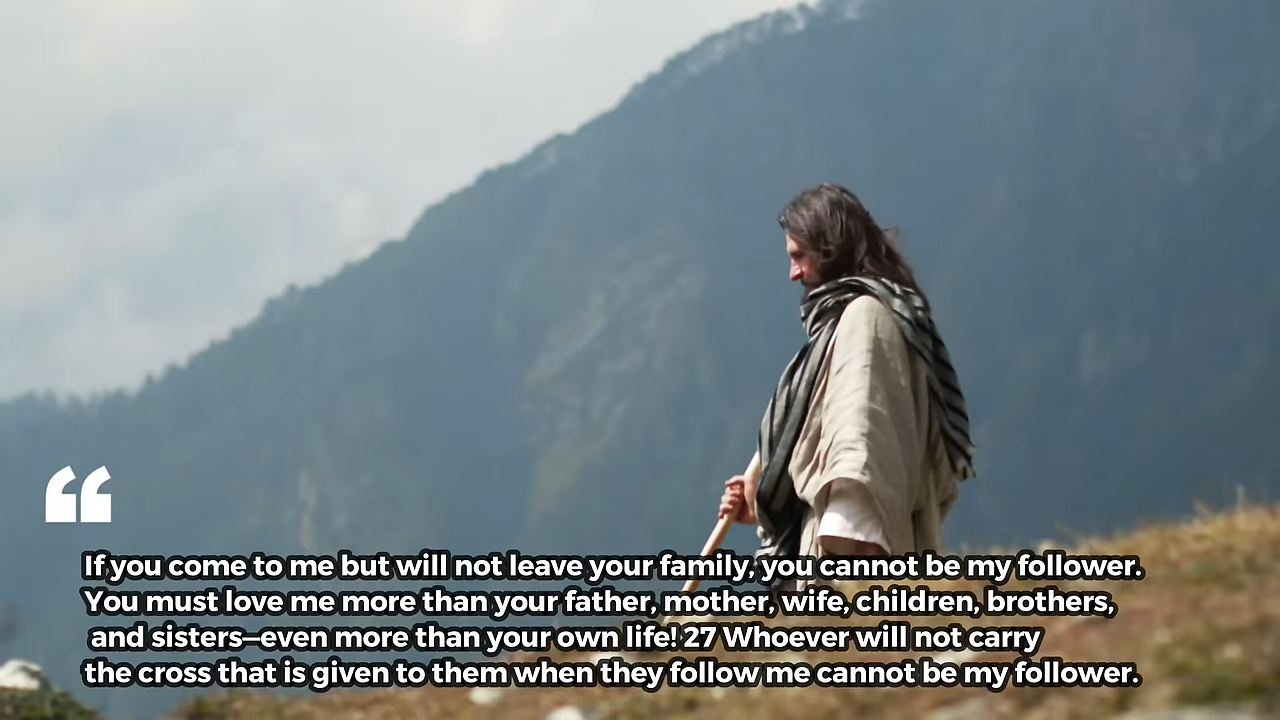 “
If you come to me but will not leave your family, you cannot be my follower.
You must love me more than your father, mother, wife, children, brothers,
and sisters—even more than your own life! 27 Whoever will not carry
the cross that is given to them when they follow me cannot be my follower.